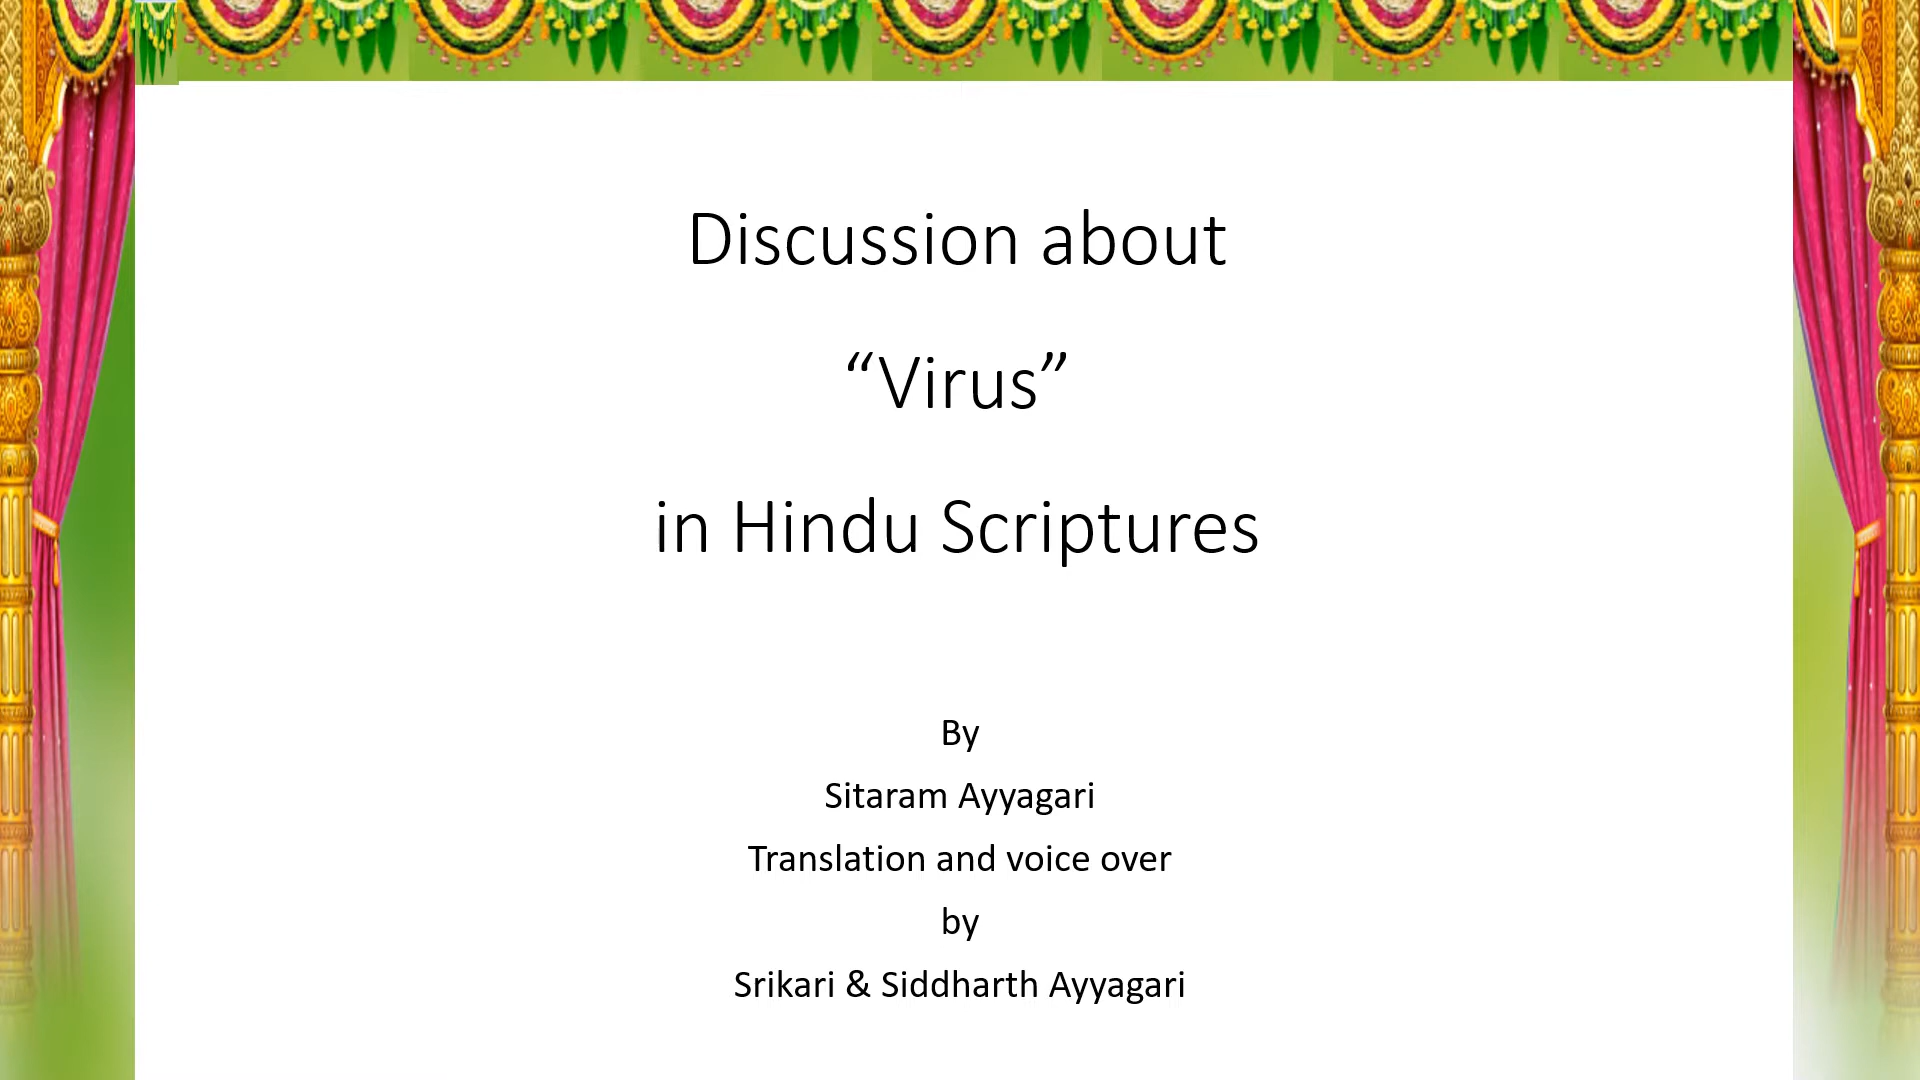 Discussion about
“Virus”
in Hindu Scriptures
By
Sitaram Ayyagari
Translation and voice over
by
Srikari & Siddharth Ayyagari